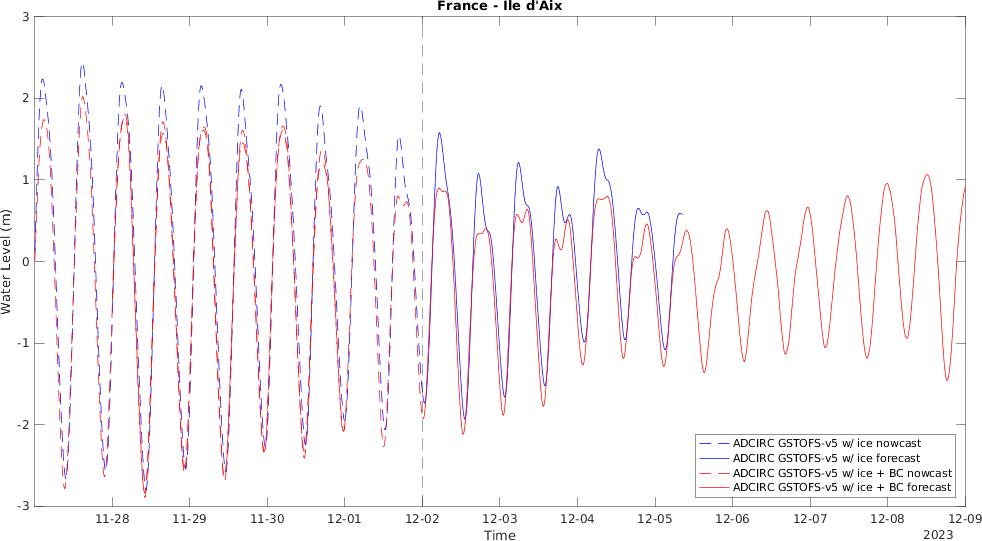 France - Ile d'Aix
3
2
1
0
-1
-2
-3
Water Level (m)
ADCIRC GSTOFS-v5 w/ ice nowcast
ADCIRC GSTOFS-v5 w/ ice forecast
ADCIRC GSTOFS-v5 w/ ice + BC nowcast
ADCIRC GSTOFS-v5 w/ ice + BC forecast
11-28 11-29 11-30 12-01 12-02 12-03 12-04 12-05 12-06 12-07 12-08 12-09
Time 2023